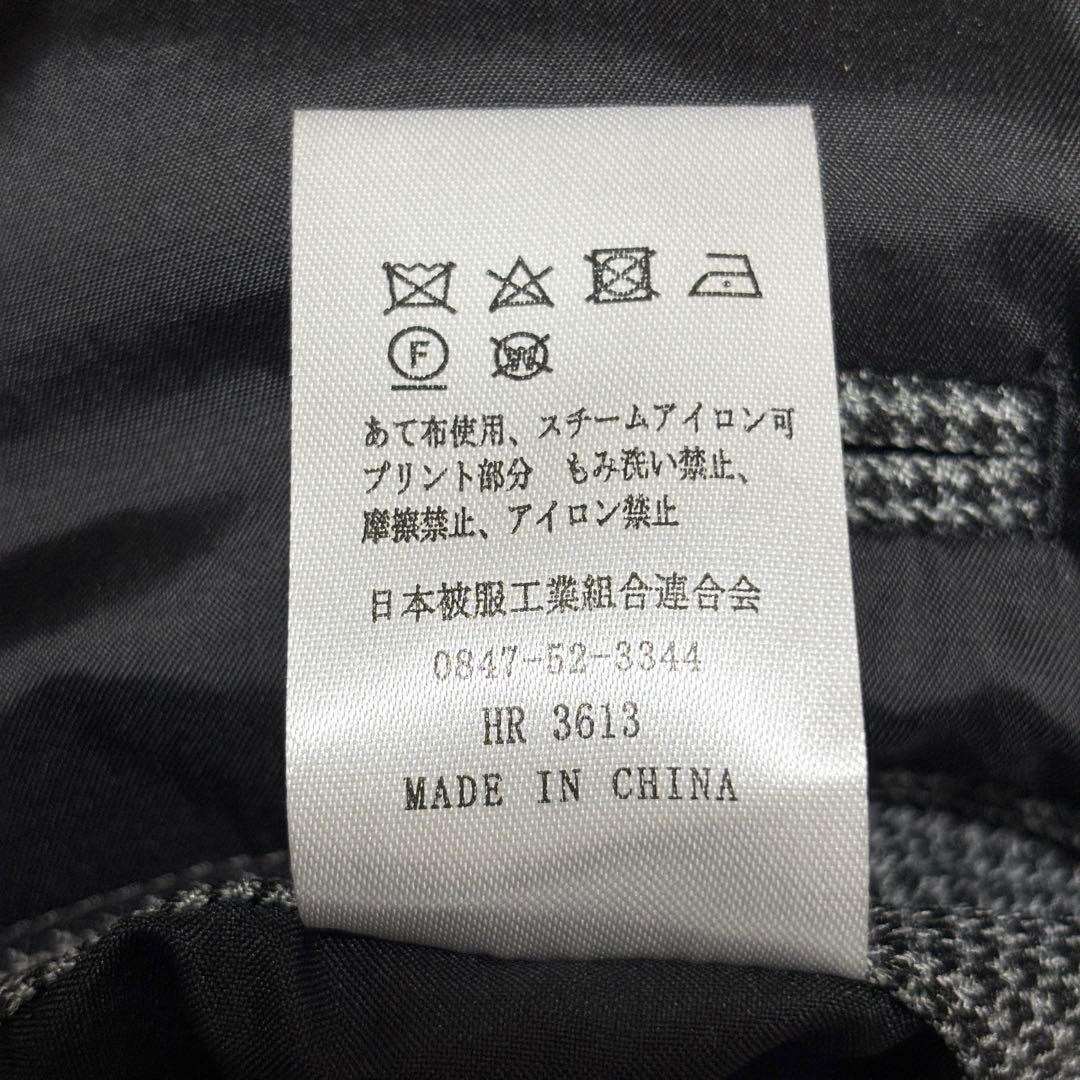 F W
あて布使用、スチームアイロン可
プリント部分 もみ洗い禁止、
摩擦禁止、アイロン禁止
日本被服工業組合連合会
0847-52-3344
HR 3613
MADE IN CHINA